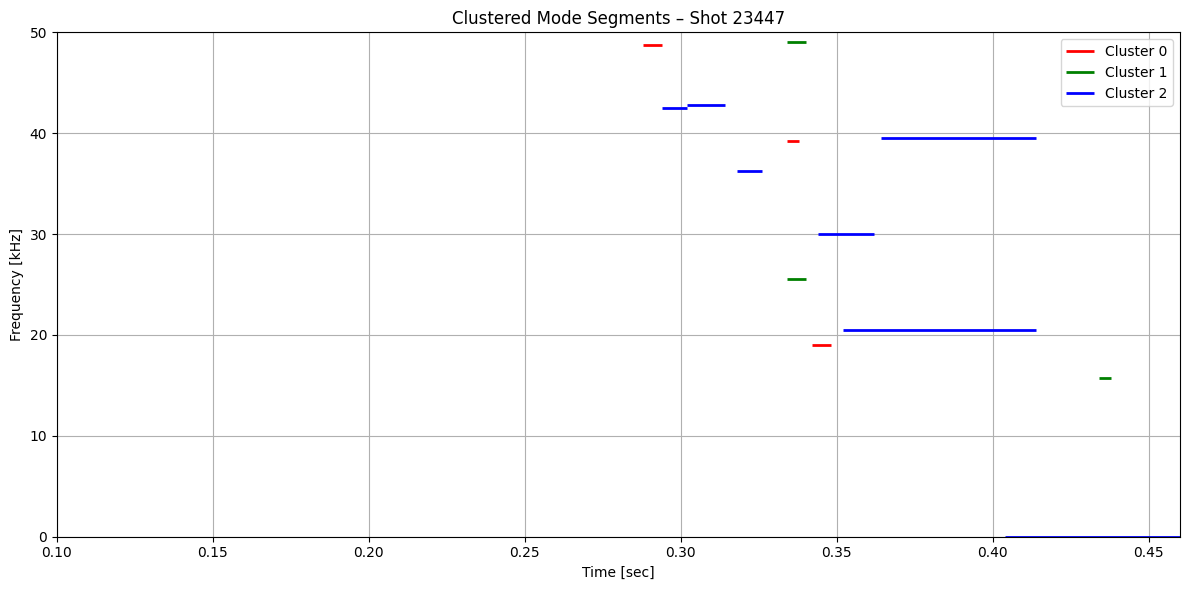 Clustered Mode Segments – Shot 23447
Cluster 0
Cluster 1
Cluster 2
Frequency [kHz]
50
40
30
20
10
0
0.10
0.15
0.20
0.25
0.30
0.35
0.40
0.45
Time [sec]